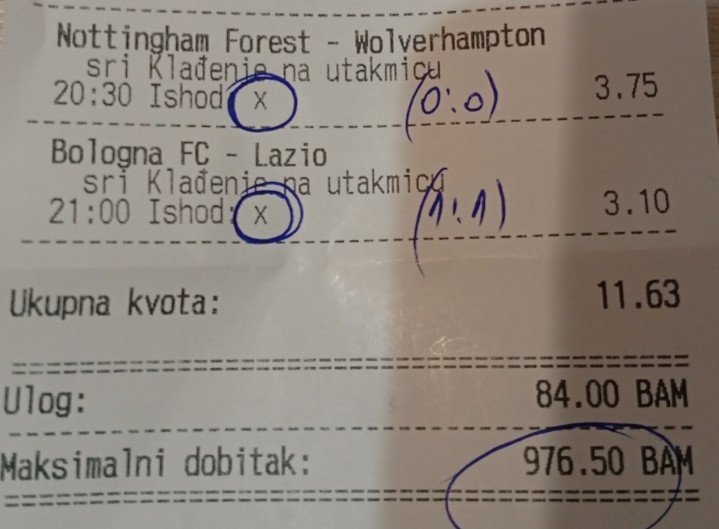 Nottingham Forest - Wolverhampton
sri Klađenje na utakmicu
20:30 Ishod: X (0:0) 3.75
Bologna FC - Lazio
sri Klađenje na utakmicu
21:00 Ishod: X (1:1) 3.10
Ukupna kvota: 11.63
Ulog: 84.00 BAM
Maksimalni dobitak: 976.50 BAM